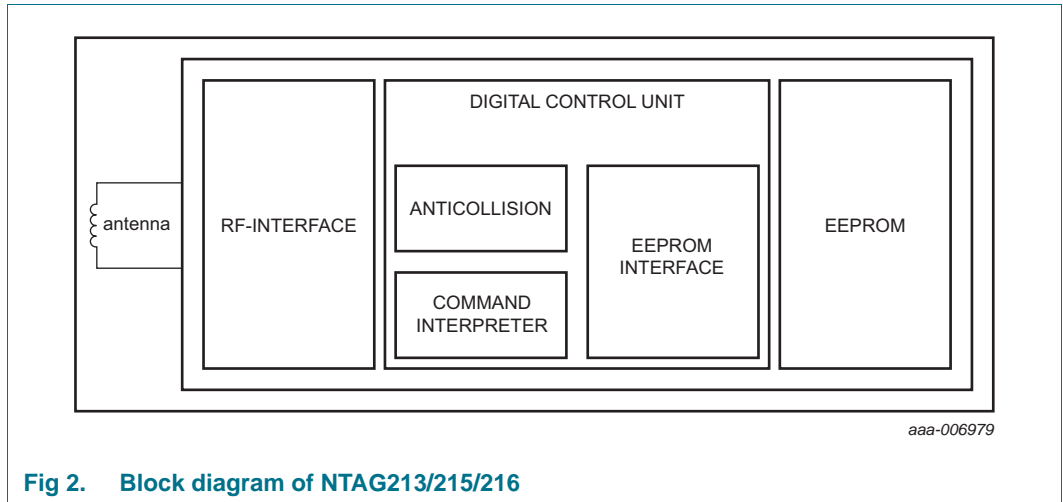 DIGITAL CONTROL UNIT
antenna
RF-INTERFACE
ANTICOLLISION
COMMAND
INTERPRETER
EEPROM
INTERFACE
EEPROM
aaa-006979
Fig 2. Block diagram of NTAG213/215/216